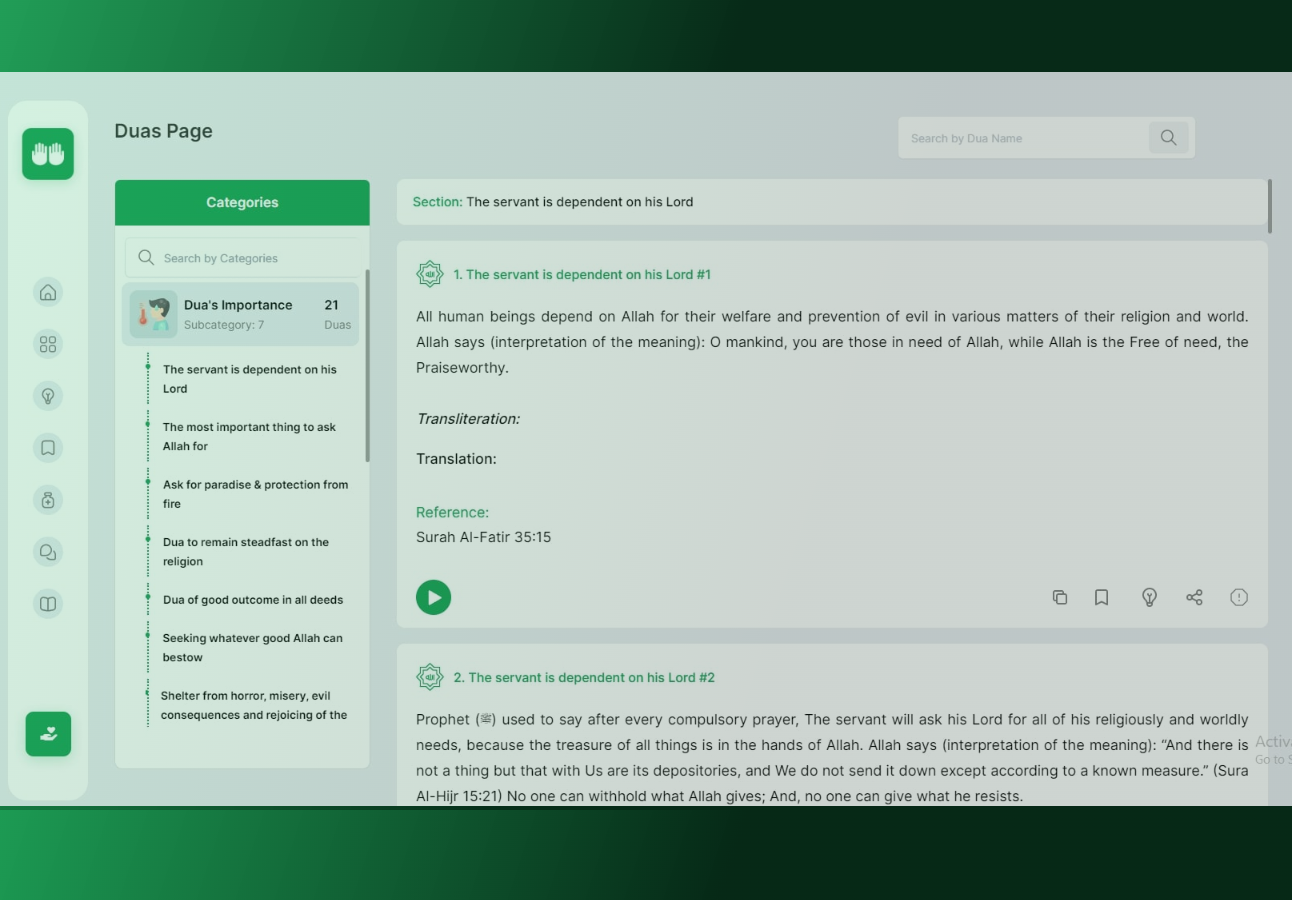 Duas Page
Search by Dua Name
Categories
Search by Categories
Dua's Importance
21
Subcategory: 7
Duas
The servant is dependent on his
Lord
The most important thing to ask
Allah for
Ask for paradise & protection from
fire
Dua to remain steadfast on the
religion
Dua of good outcome in all deeds
Seeking whatever good Allah can
bestow
Shelter from horror, misery, evil
consequences and rejoicing of the
Section: The servant is dependent on his Lord
1. The servant is dependent on his Lord #1
All human beings depend on Allah for their welfare and prevention of evil in various matters of their religion and world.
Allah says (interpretation of the meaning): O mankind, you are those in need of Allah, while Allah is the Free of need, the
Praiseworthy.
Transliteration:
Translation:
Reference:
Surah Al-Fatir 35:15
2. The servant is dependent on his Lord #2
Prophet (ﷺ) used to say after every compulsory prayer, The servant will ask his Lord for all of his religiously and worldly
needs, because the treasure of all things is in the hands of Allah. Allah says (interpretation of the meaning): “And there is
not a thing but that with Us are its depositories, and We do not send it down except according to a known measure.” (Sura
Al-Hijr 15:21) No one can withhold what Allah gives; And, no one can give what he resists.
Activ
Go to S